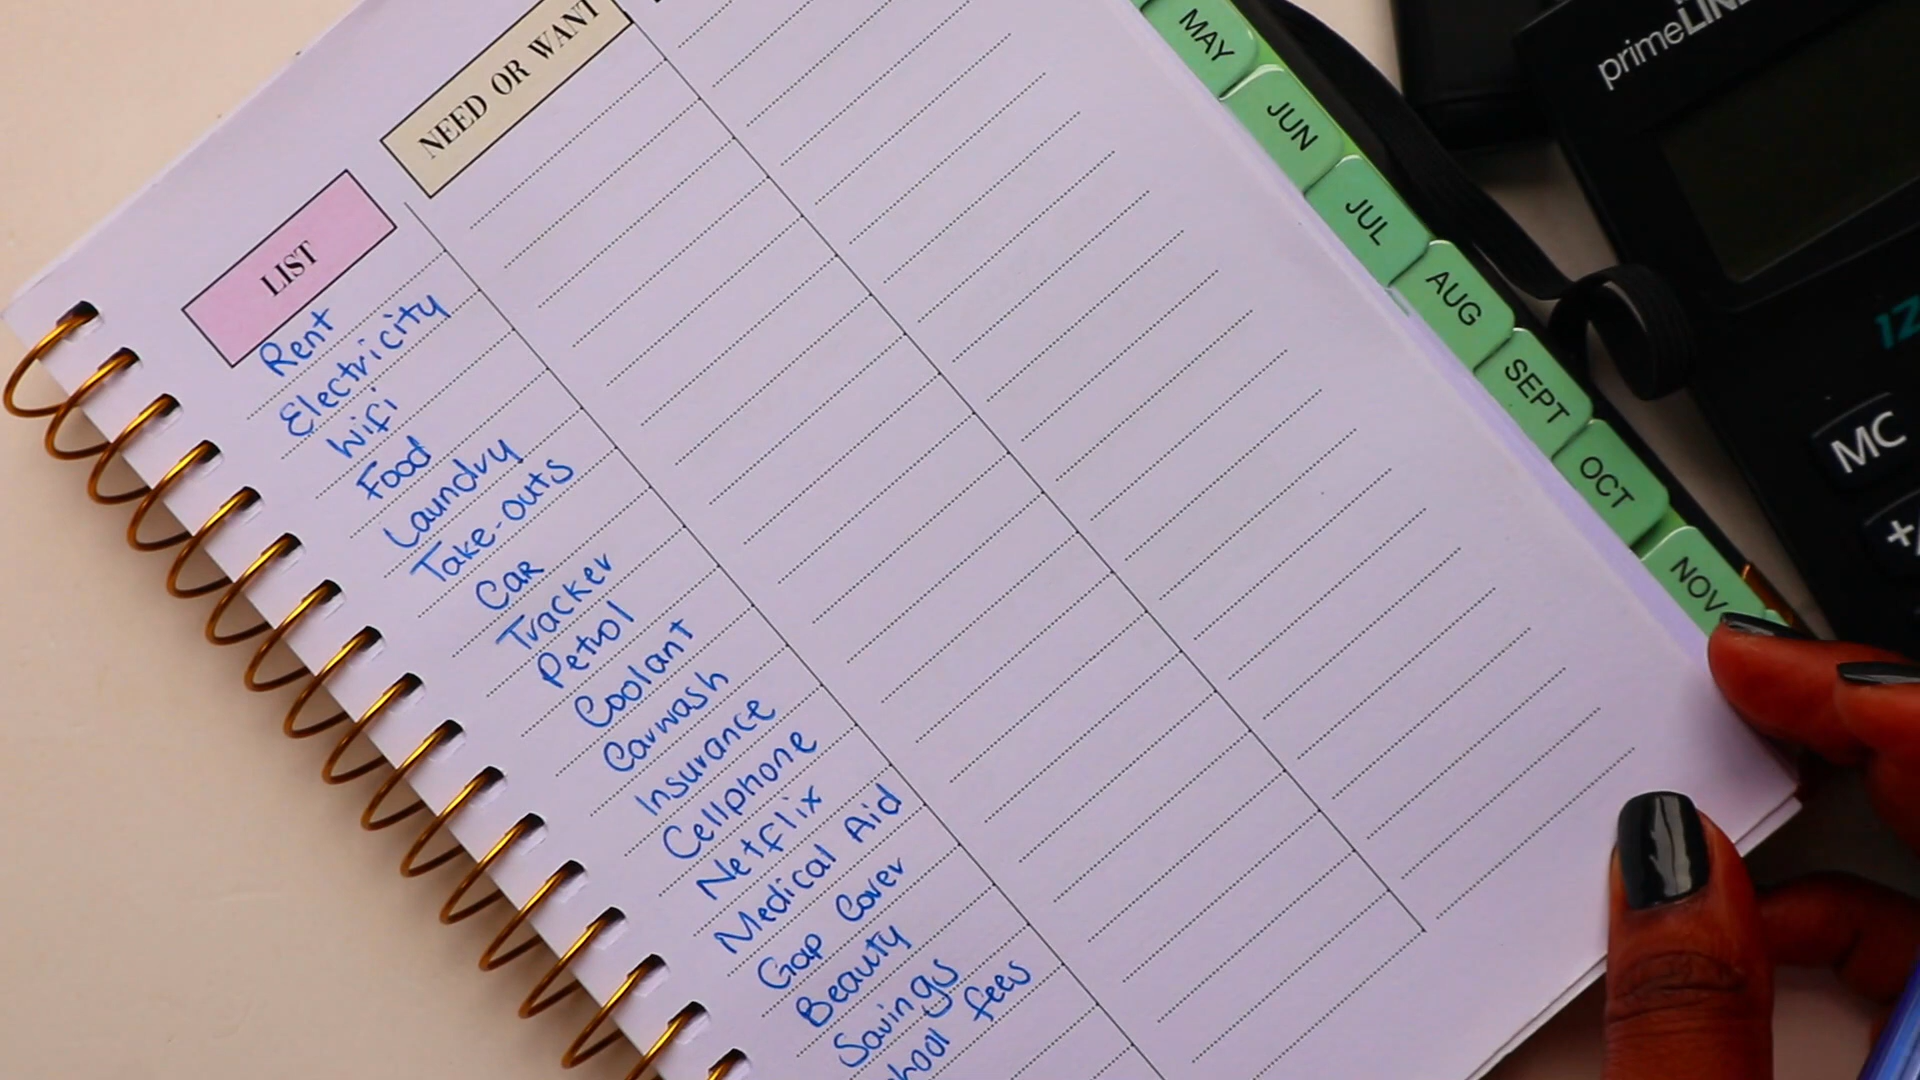 NEED OR WANT
LIST
Rent
Electricity
Wifi
Food
Laundry
Take-outs
Car
Tracker
Petrol
Coolant
Carwash
Insurance
Cellphone
Netflix
Medical Aid
Gap Cover
Beauty
Savings
fees
MAY
JUN
JUL
AUG
SEPT
OCT
NOV
MC